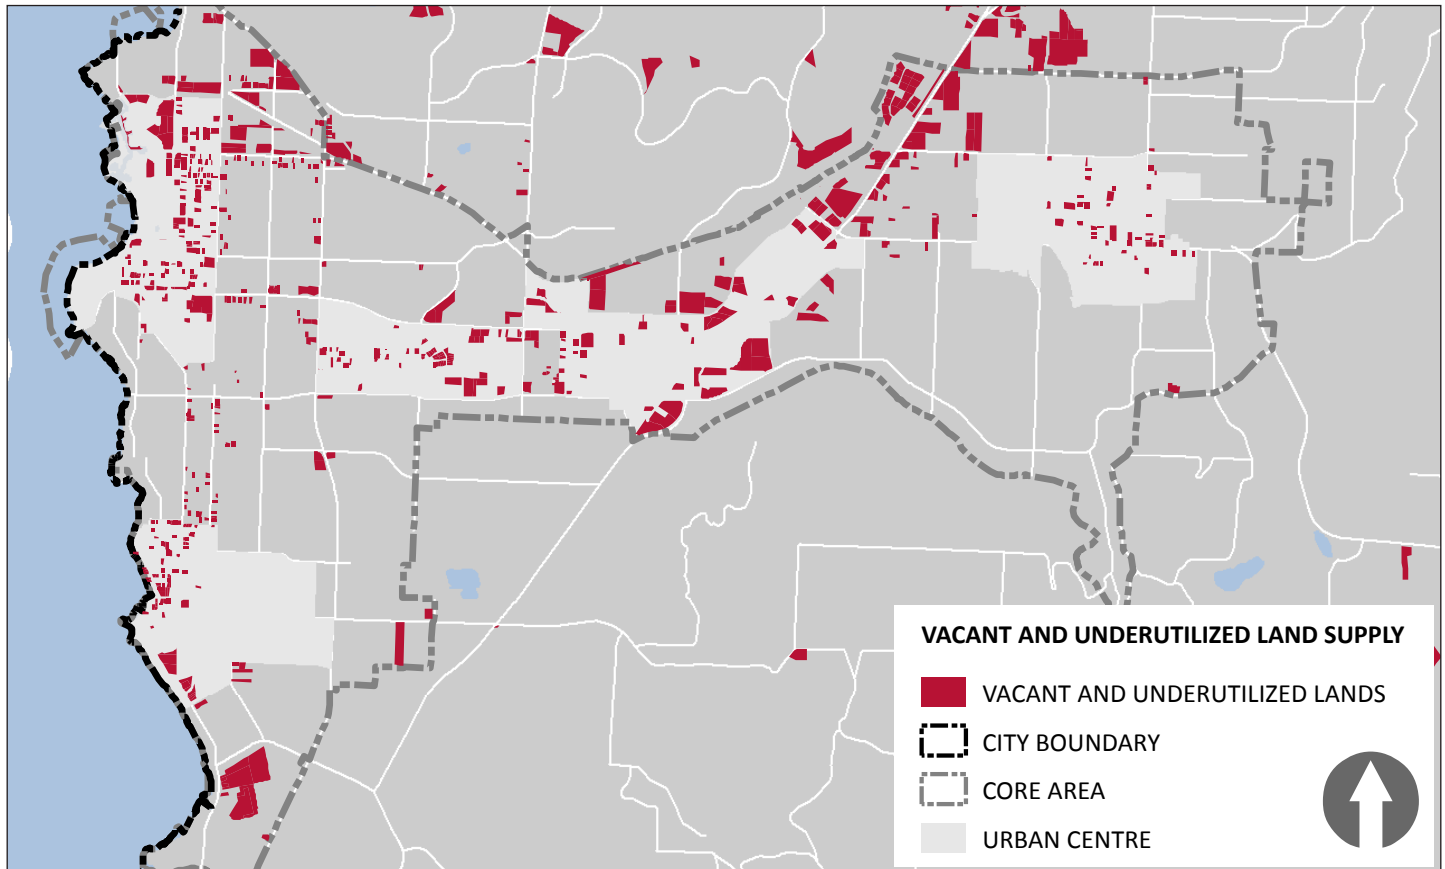 VACANT AND UNDERUTILIZED LAND SUPPLY
VACANT AND UNDERUTILIZED LANDS
CITY BOUNDARY
CORE AREA
URBAN CENTRE